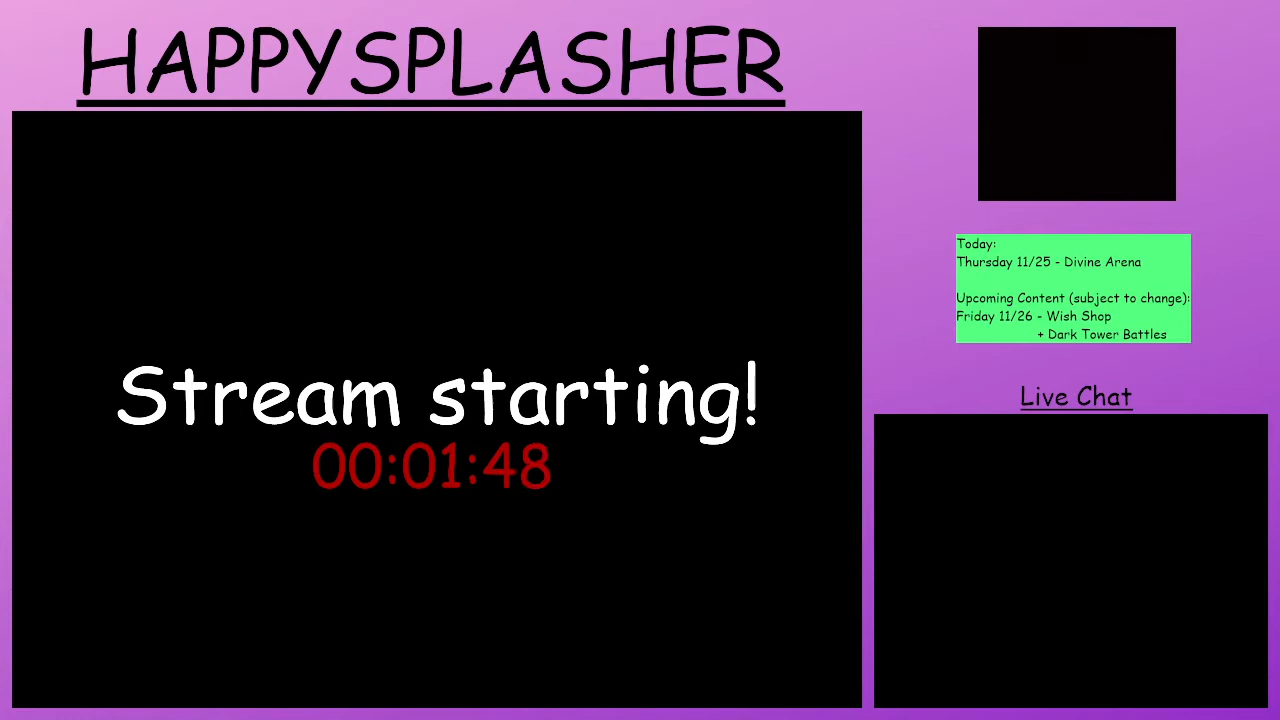 HAPPYSPLASHER
Stream starting!
00:01:48
Today:
Thursday 11/25 - Divine Arena
Upcoming Content (subject to change):
Friday 11/26 - Wish Shop
+ Dark Tower Battles
Live Chat